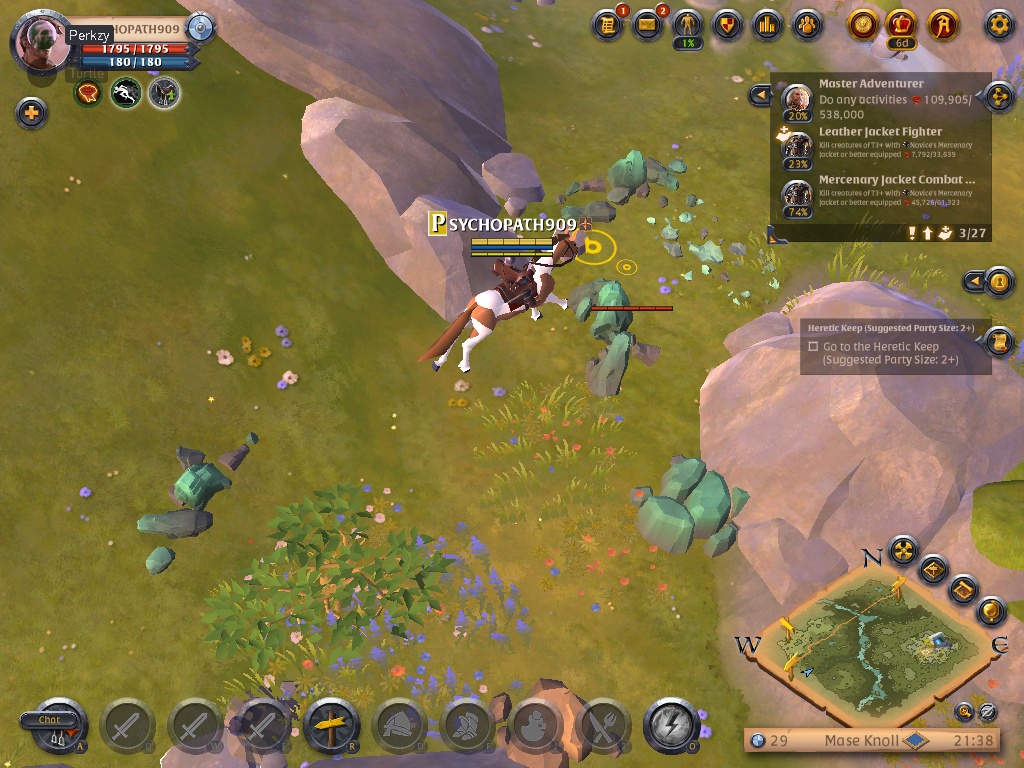 Perkzy
HOPATH909
1795 / 1795
180 / 180
Turtle
1
2
1%
6d
Master Adventurer
Do any activities 109,905/
538,000
20%
Leather Jacket Fighter
Kill creatures of T3+ with Novice's Mercenary
Jacket or better equipped 7,792/33,639
23%
Mercenary Jacket Combat ...
Kill creatures of T3+ with Novice's Mercenary
Jacket or better equipped 45,726/61,323
74%
3/27
PSYCHOPATH909
Heretic Keep (Suggested Party Size: 2+)
Go to the Heretic Keep
(Suggested Party Size: 2+)
N
W
E
Chat
A
Q
W
E
R
D
F
O
29
Mase Knoll
21:38